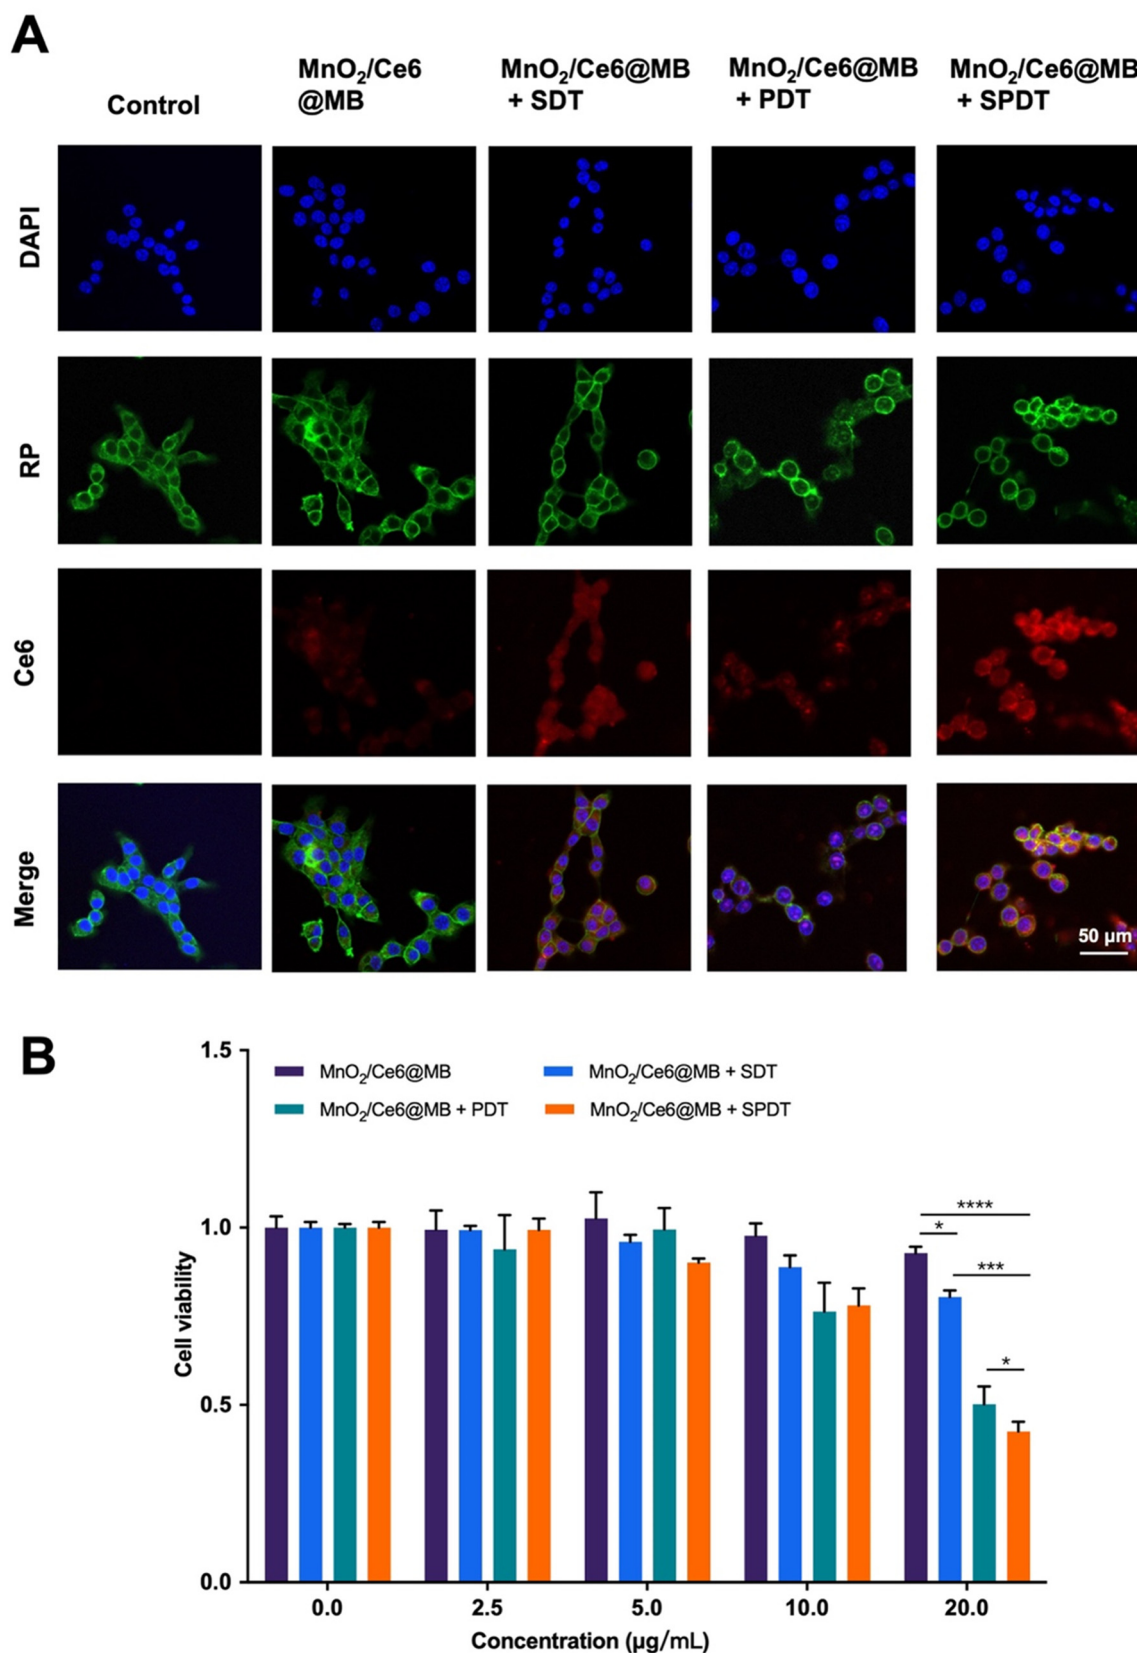 A
Control
MnO₂/Ce6
@MB
MnO₂/Ce6@MB
+ SDT
MnO₂/Ce6@MB
+ PDT
MnO₂/Ce6@MB
+ SPDT
DAPI
RP
Ce6
Merge
50 µm
B
1.5
1.0
0.5
0.0
Cell viability
MnO₂/Ce6@MB
MnO₂/Ce6@MB + SDT
MnO₂/Ce6@MB + PDT
MnO₂/Ce6@MB + SPDT
****
*
***
*
0.0 2.5 5.0 10.0 20.0
Concentration (µg/mL)